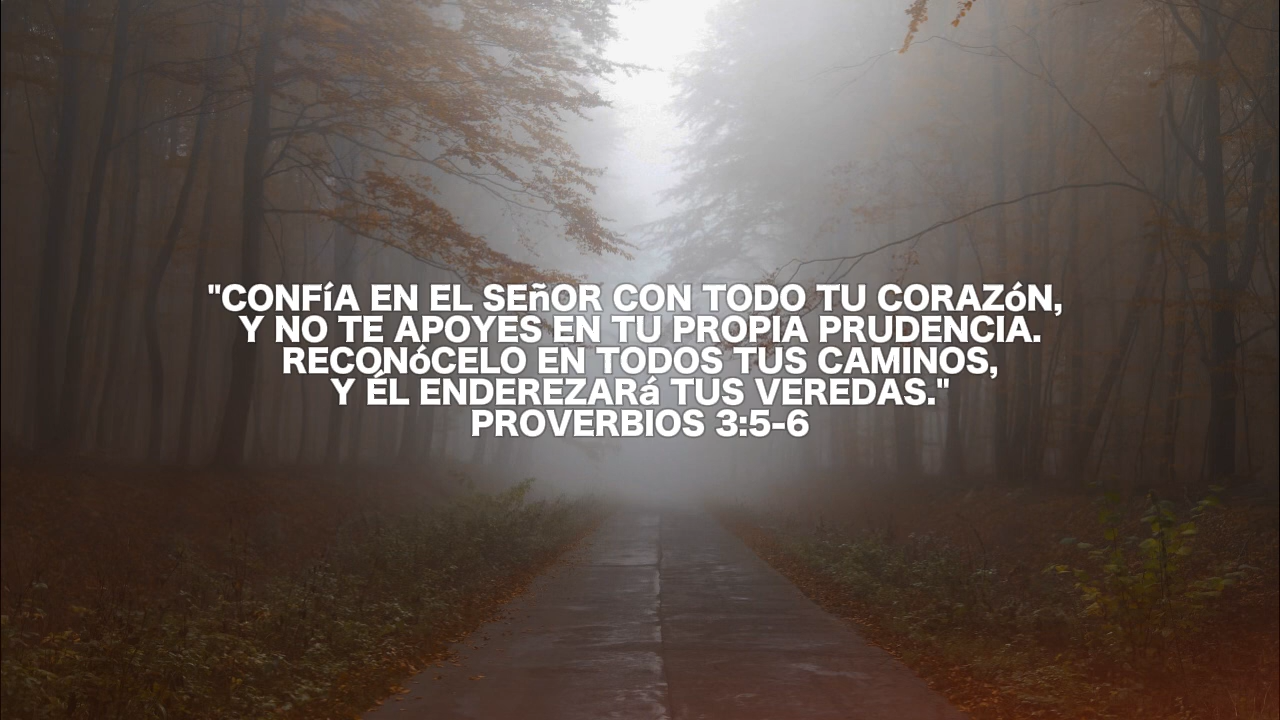 "CONFíA EN EL SEñOR CON TODO TU CORAZóN,
Y NO TE APOYES EN TU PROPIA PRUDENCIA.
RECONóCELO EN TODOS TUS CAMINOS,
Y ÉL ENDEREZARá TUS VEREDAS."
PROVERBIOS 3:5-6